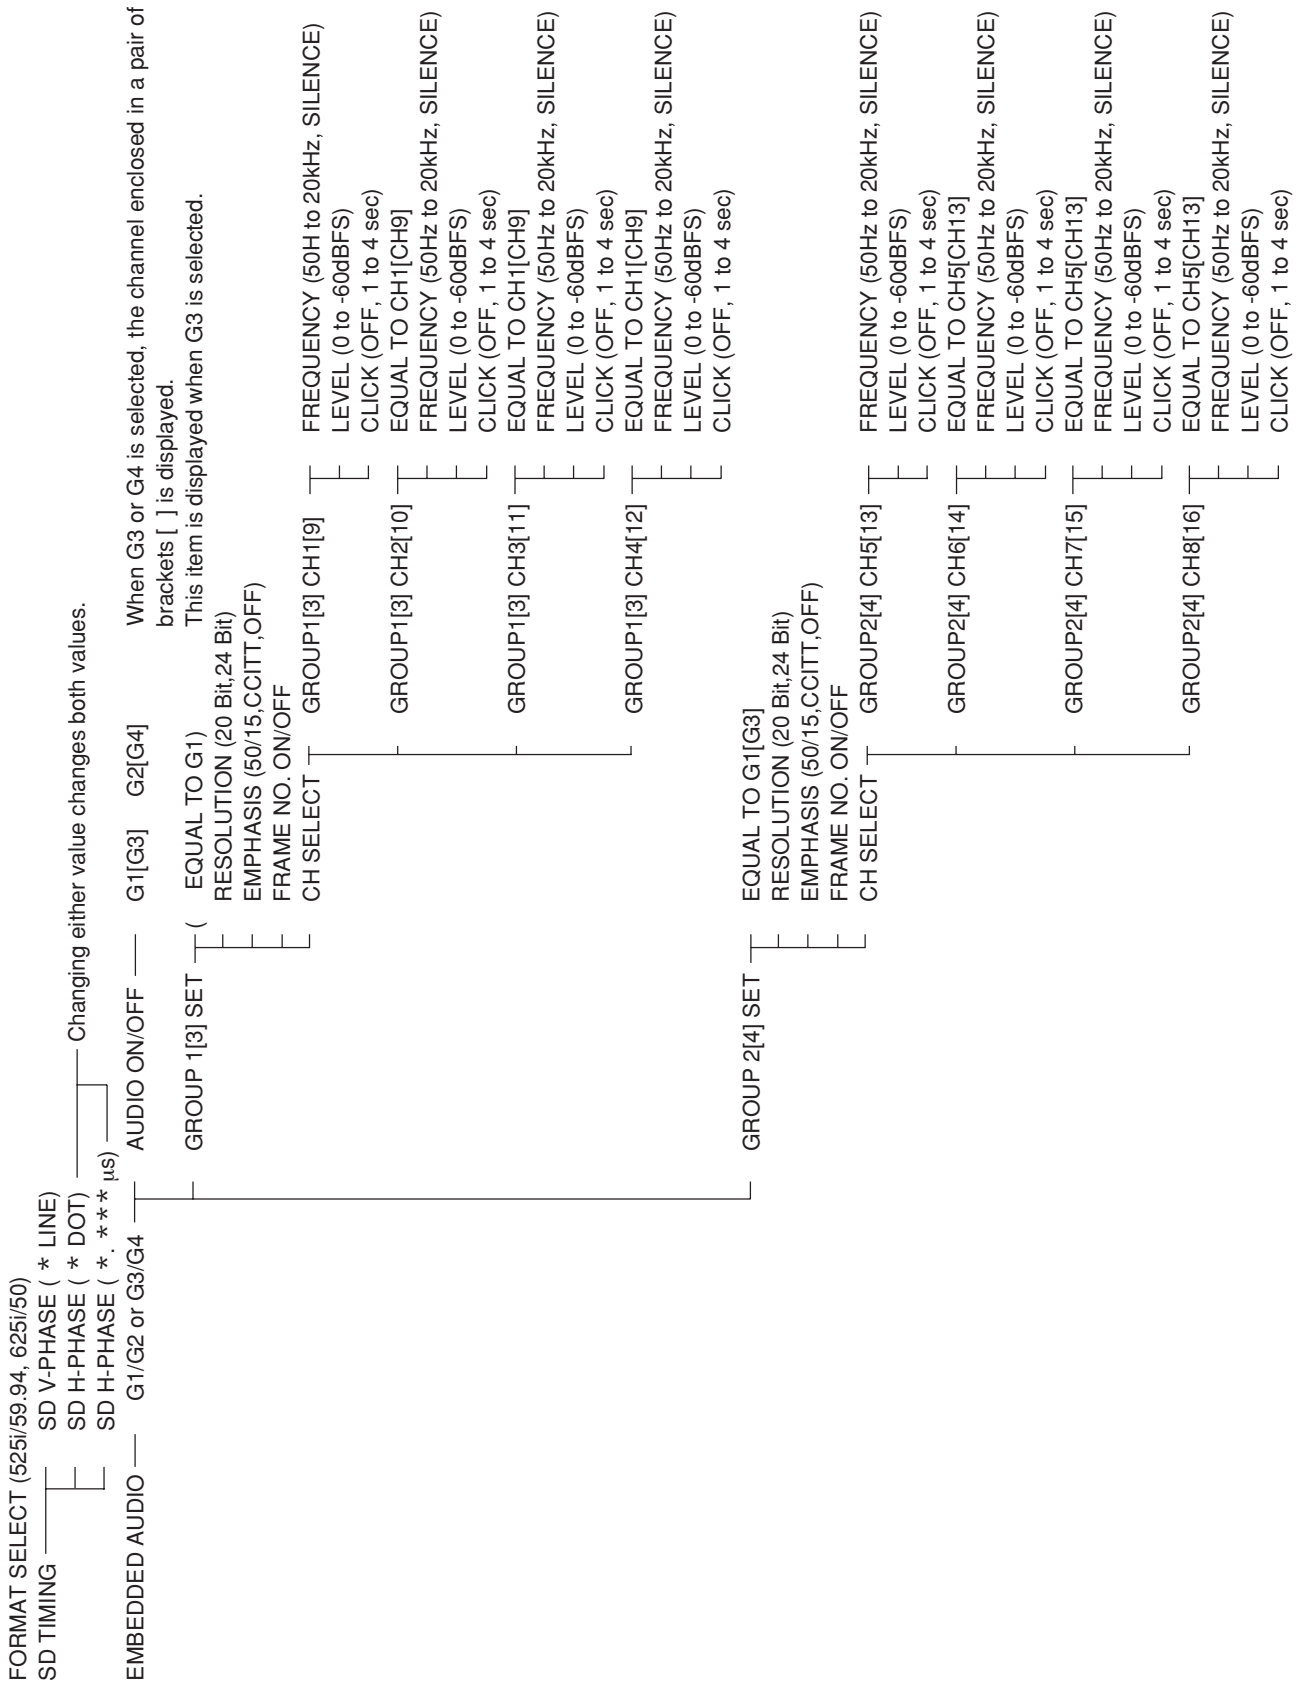 FORMAT SELECT (525i/59.94, 625i/50)
SD TIMING
SD V-PHASE ( * LINE)
SD H-PHASE ( * DOT)
SD H-PHASE ( *. *** µs)
Changing either value changes both values.
EMBEDDED AUDIO
G1/G2 or G3/G4
AUDIO ON/OFF
G1[G3] G2[G4]
When G3 or G4 is selected, the channel enclosed in a pair of
brackets [ ] is displayed.
GROUP 1[3] SET
( EQUAL TO G1)
This item is displayed when G3 is selected.
RESOLUTION (20 Bit,24 Bit)
EMPHASIS (50/15,CCITT,OFF)
FRAME NO. ON/OFF
CH SELECT
GROUP1[3] CH1[9]
FREQUENCY (50H to 20kHz, SILENCE)
LEVEL (0 to -60dBFS)
CLICK (OFF, 1 to 4 sec)
GROUP1[3] CH2[10]
EQUAL TO CH1[CH9]
FREQUENCY (50Hz to 20kHz, SILENCE)
LEVEL (0 to -60dBFS)
CLICK (OFF, 1 to 4 sec)
GROUP1[3] CH3[11]
EQUAL TO CH1[CH9]
FREQUENCY (50Hz to 20kHz, SILENCE)
LEVEL (0 to -60dBFS)
CLICK (OFF, 1 to 4 sec)
GROUP1[3] CH4[12]
EQUAL TO CH1[CH9]
FREQUENCY (50Hz to 20kHz, SILENCE)
LEVEL (0 to -60dBFS)
CLICK (OFF, 1 to 4 sec)
GROUP 2[4] SET
EQUAL TO G1[G3]
RESOLUTION (20 Bit,24 Bit)
EMPHASIS (50/15,CCITT,OFF)
FRAME NO. ON/OFF
CH SELECT
GROUP2[4] CH5[13]
FREQUENCY (50Hz to 20kHz, SILENCE)
LEVEL (0 to -60dBFS)
CLICK (OFF, 1 to 4 sec)
GROUP2[4] CH6[14]
EQUAL TO CH5[CH13]
FREQUENCY (50Hz to 20kHz, SILENCE)
LEVEL (0 to -60dBFS)
CLICK (OFF, 1 to 4 sec)
GROUP2[4] CH7[15]
EQUAL TO CH5[CH13]
FREQUENCY (50Hz to 20kHz, SILENCE)
LEVEL (0 to -60dBFS)
CLICK (OFF, 1 to 4 sec)
GROUP2[4] CH8[16]
EQUAL TO CH5[CH13]
FREQUENCY (50Hz to 20kHz, SILENCE)
LEVEL (0 to -60dBFS)
CLICK (OFF, 1 to 4 sec)